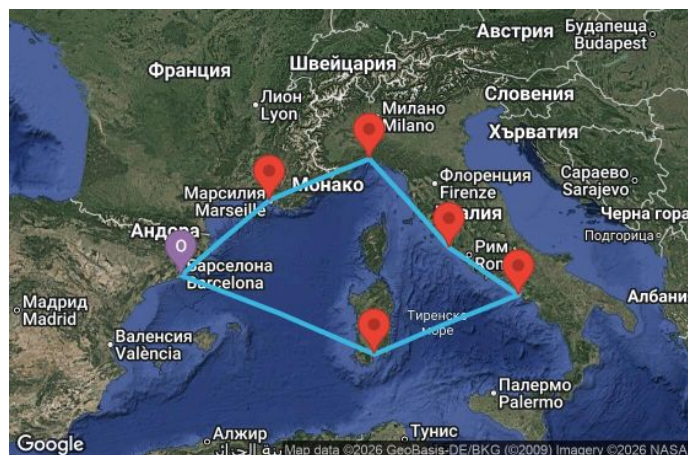 Австрия
Будапеща
Budapest
Швейцария
Франция
Словения
Лион
Lyon
Милано
Milano
Хърватия
Флоренция
Firenze
Сараево
Sarajevo
Марсилия
Marseille
Монако
Черна гора
Андора
Подгорица
Рим
Барселона
Barcelona
O
Мадрид
Madrid
Албани
Тиренско
море
Валенсия
València
Палермо
Palermo
Алжир
Тунис
Google
Map data ©2026 GeoBasis-DE/BKG (©2009) Imagery ©2026 NASA